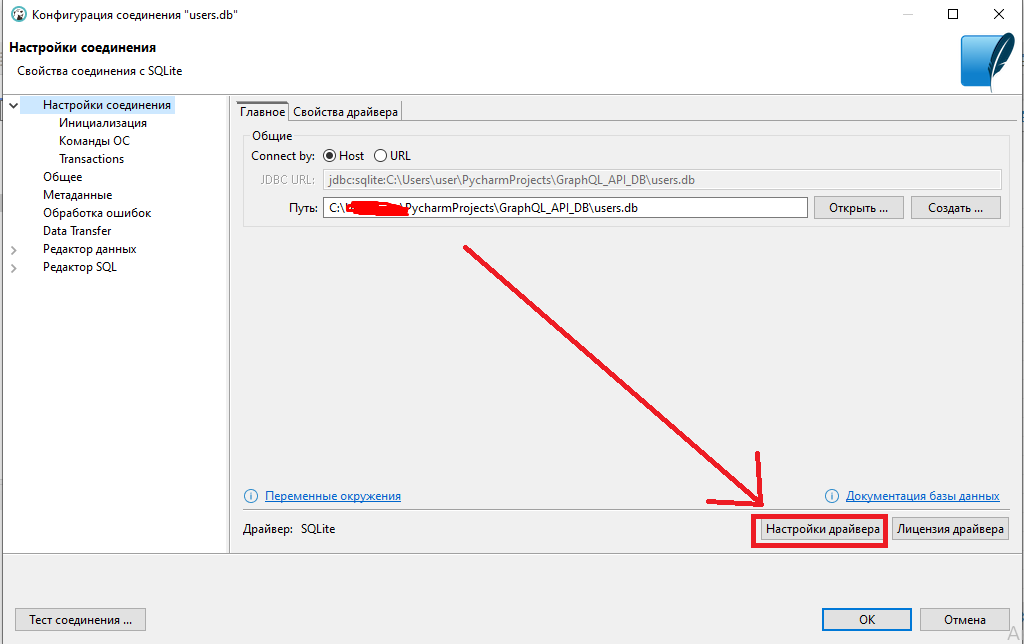 Конфигурация соединения "users.db"
Настройки соединения
Свойства соединения с SQLite
Настройки соединения
Инициализация
Команды ОС
Transactions
Общее
Метаданные
Обработка ошибок
Data Transfer
Редактор данных
Редактор SQL
Главное Свойства драйвера
Общие
Connect by: Host URL
JDBC URL: jdbc:sqlite:C:\Users\user\PycharmProjects\GraphQL_API_DB\users.db
Путь: C:\ \PycharmProjects\GraphQL_API_DB\users.db Открыть ... Создать ...
Переменные окружения Документация базы данных
Драйвер: SQLite Настройки драйвера Лицензия драйвера
Тест соединения ... ОК Отмена